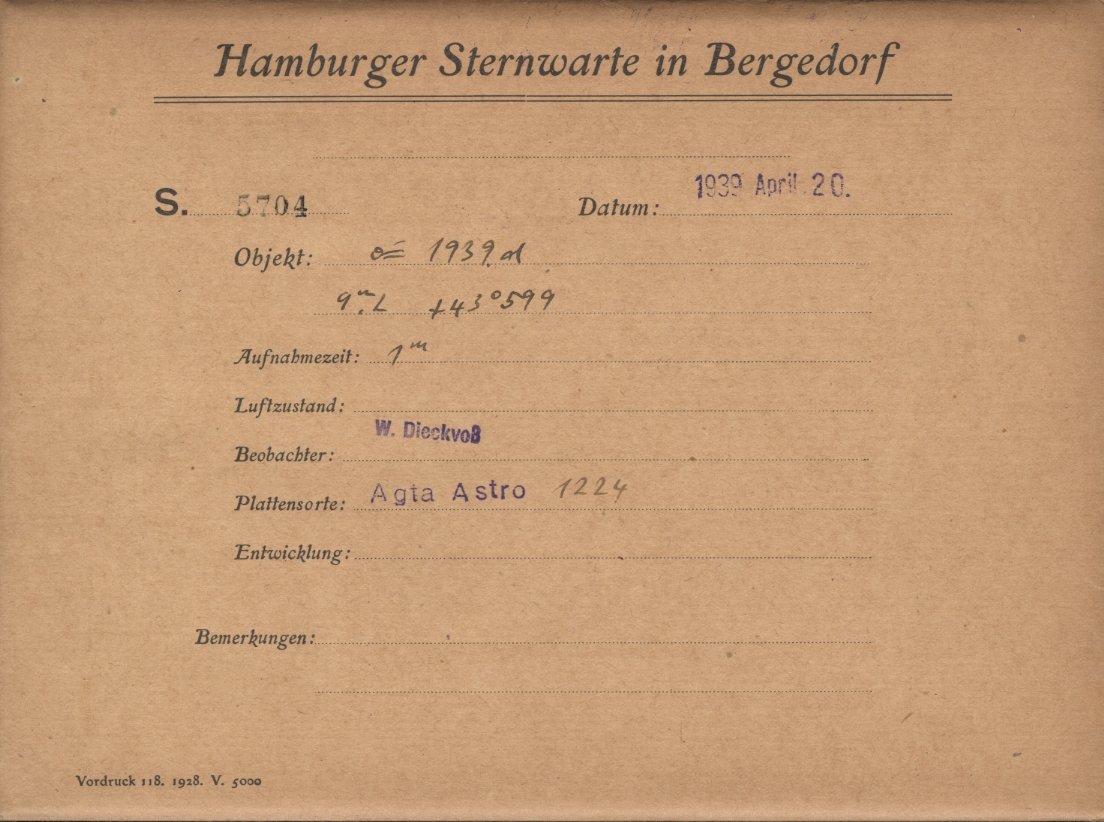 Hamburger Sternwarte in Bergedorf
S. 5704 Datum: 1939 April 20.
Objekt: ☄ 1939 d
9ᵐ.2 +43°599
Aufnahmezeit: 1ᵐ
Luftzustand:
W. Dieckvoß
Beobachter:
Plattensorte: Agfa Astro 1224
Entwicklung:
Bemerkungen:
Vordruck 118. 1928. V. 5000